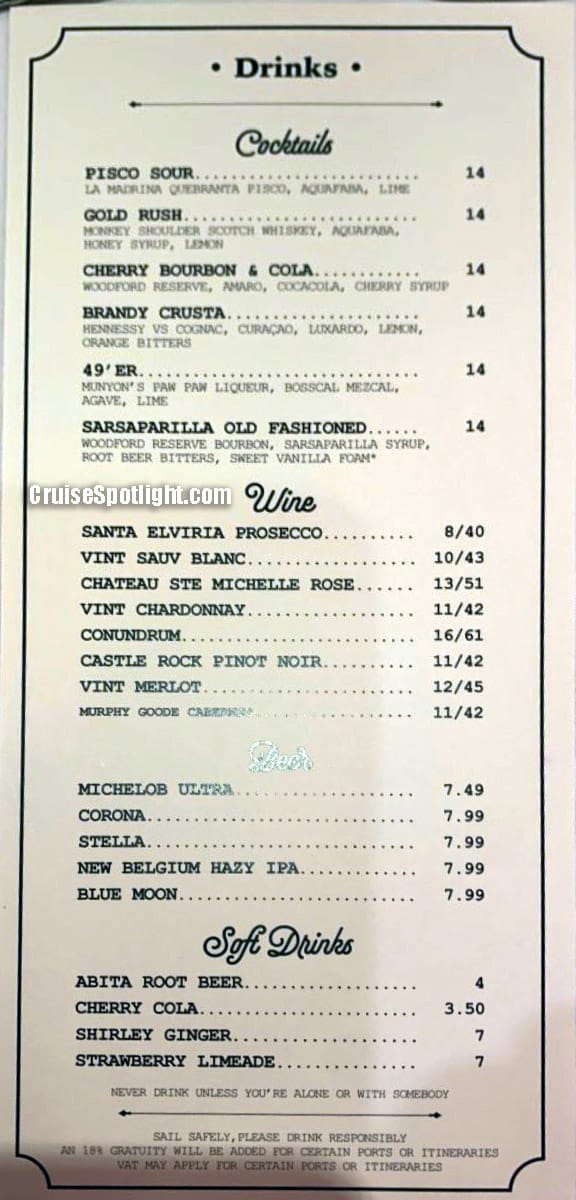 • Drinks •
Cocktails
PISCO SOUR........................ 14
LA MADRINA QUEBRANTA PISCO, AQUAFABA, LIME
GOLD RUSH......................... 14
MONKEY SHOULDER SCOTCH WHISKEY, AQUAFABA,
HONEY SYRUP, LEMON
CHERRY BOURBON & COLA............ 14
WOODFORD RESERVE, AMARO, COCACOLA, CHERRY SYRUP
BRANDY CRUSTA..................... 14
HENNESSY VS COGNAC, CURAÇAO, LUXARDO, LEMON,
ORANGE BITTERS
49'ER.............................. 14
MUNYON'S PAW PAW LIQUEUR, BOSSCAL MEZCAL,
AGAVE, LIME
SARSAPARILLA OLD FASHIONED...... 14
WOODFORD RESERVE BOURBON, SARSAPARILLA SYRUP,
ROOT BEER BITTERS, SWEET VANILLA FOAM*
CruiseSpotlight.com
Wine
SANTA ELVIRIA PROSECCO.......... 8/40
VINT SAUV BLANC.................. 10/43
CHATEAU STE MICHELLE ROSE...... 13/51
VINT CHARDONNAY.................. 11/42
CONUNDRUM......................... 16/61
CASTLE ROCK PINOT NOIR.......... 11/42
VINT MERLOT....................... 12/45
MURPHY GOODE CABERNET.................. 11/42
Beer
MICHELOB ULTRA.................... 7.49
CORONA............................. 7.99
STELLA............................. 7.99
NEW BELGIUM HAZY IPA............. 7.99
BLUE MOON......................... 7.99
Soft Drinks
ABITA ROOT BEER................... 4
CHERRY COLA........................ 3.50
SHIRLEY GINGER.................... 7
STRAWBERRY LIMEADE............... 7
NEVER DRINK UNLESS YOU'RE ALONE OR WITH SOMEBODY
SAIL SAFELY, PLEASE DRINK RESPONSIBLY
AN 18% GRATUITY WILL BE ADDED FOR CERTAIN PORTS OR ITINERARIES
VAT MAY APPLY FOR CERTAIN PORTS OR ITINERARIES